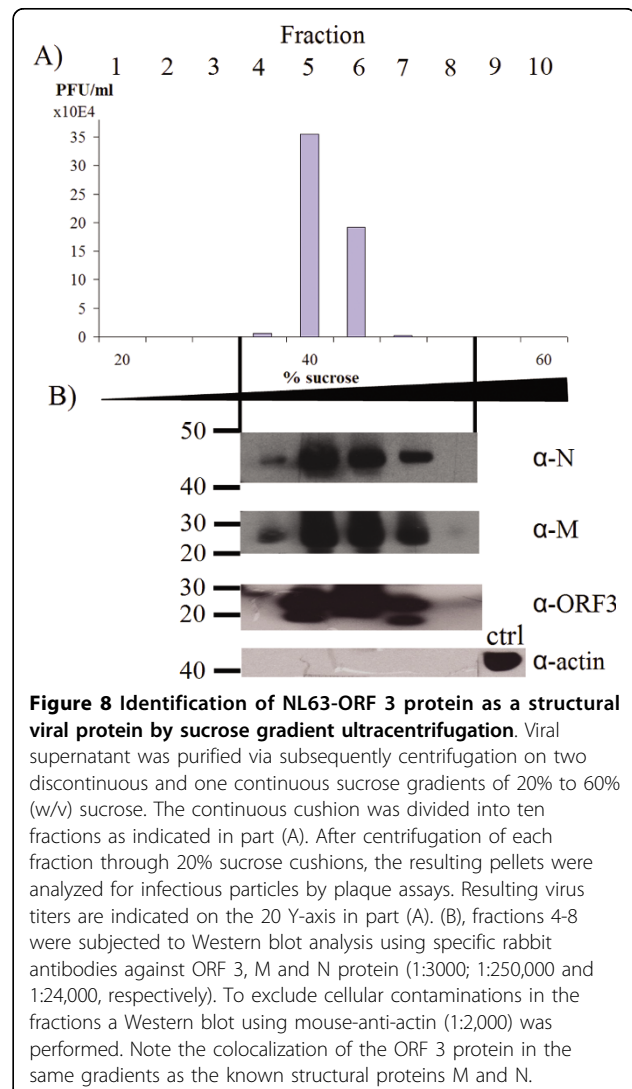 Fraction
A)
1 2 3 4 5 6 7 8 9 10
PFU/ml
x10E4
35
30
25
20
15
10
5
0
20 40 60
% sucrose
B)
50
α-N
40
30
α-M
20
30
α-ORF3
20
ctrl
α-actin
40
Figure 8 Identification of NL63-ORF 3 protein as a structural
viral protein by sucrose gradient ultracentrifugation. Viral
supernatant was purified via subsequently centrifugation on two
discontinuous and one continuous sucrose gradients of 20% to 60%
(w/v) sucrose. The continuous cushion was divided into ten
fractions as indicated in part (A). After centrifugation of each
fraction through 20% sucrose cushions, the resulting pellets were
analyzed for infectious particles by plaque assays. Resulting virus
titers are indicated on the 20 Y-axis in part (A). (B), fractions 4-8
were subjected to Western blot analysis using specific rabbit
antibodies against ORF 3, M and N protein (1:3000; 1:250,000 and
1:24,000, respectively). To exclude cellular contaminations in the
fractions a Western blot using mouse-anti-actin (1:2,000) was
performed. Note the colocalization of the ORF 3 protein in the
same gradients as the known structural proteins M and N.